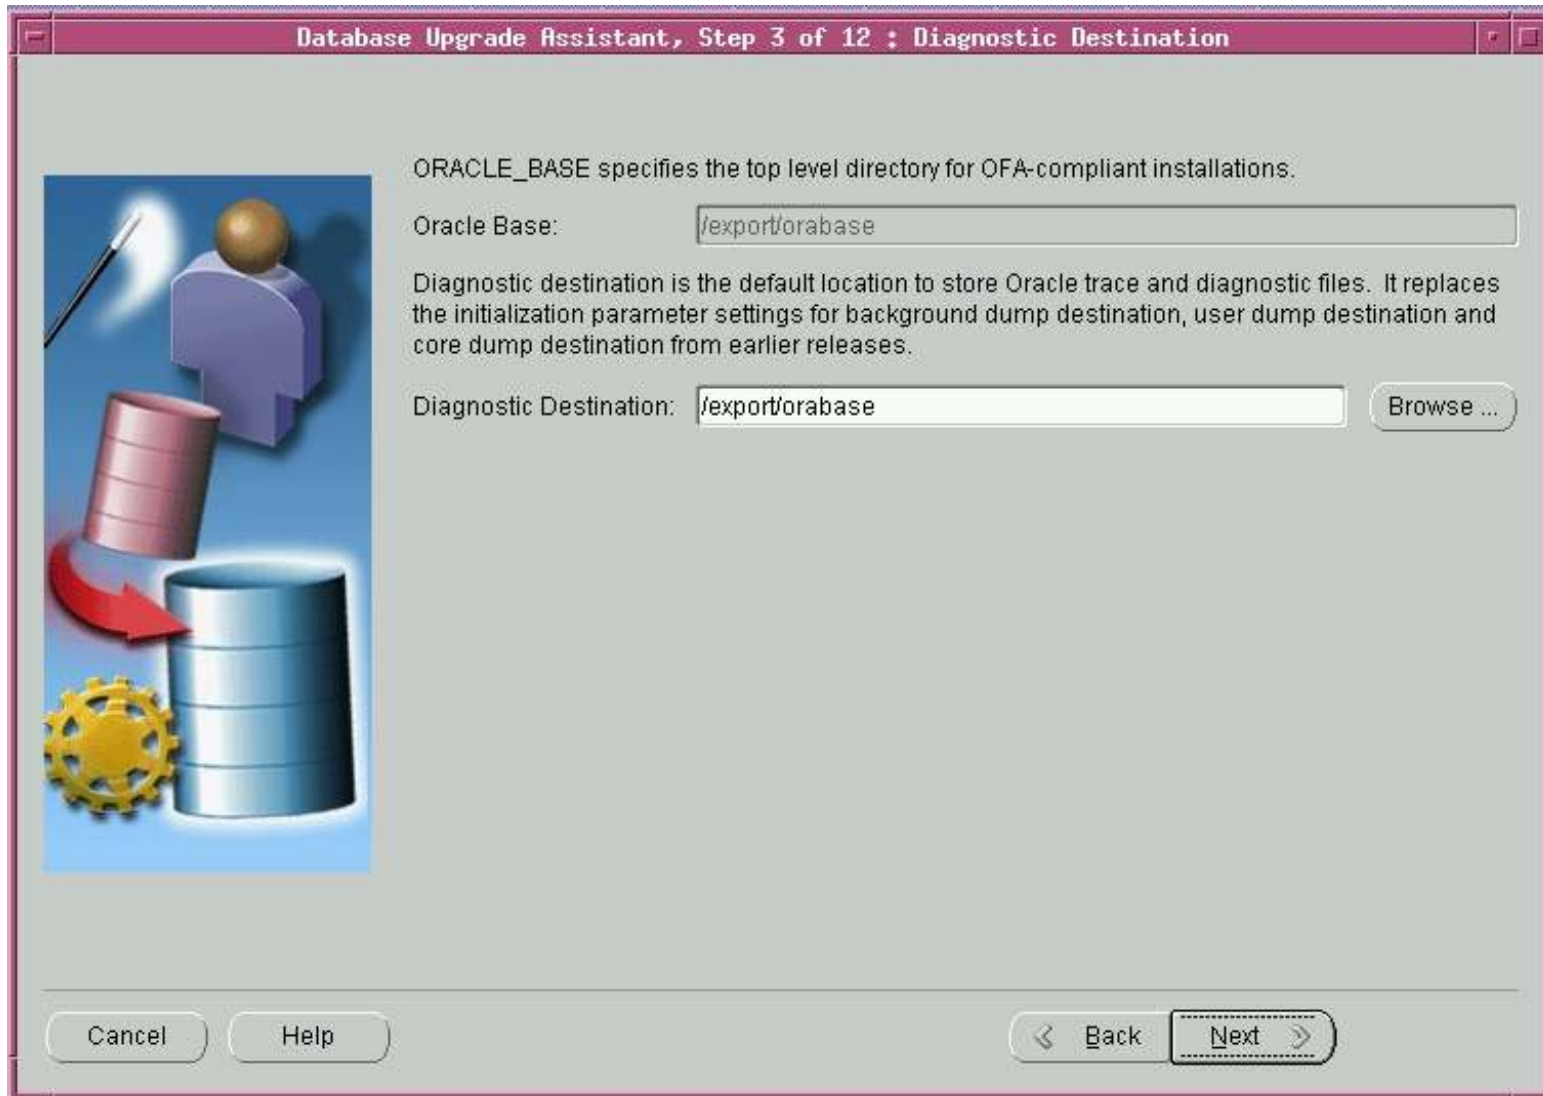 Database Upgrade Assistant, Step 3 of 12 : Diagnostic Destination
ORACLE_BASE specifies the top level directory for OFA-compliant installations.
Oracle Base: /export/orabase
Diagnostic destination is the default location to store Oracle trace and diagnostic files. It replaces
the initialization parameter settings for background dump destination, user dump destination and
core dump destination from earlier releases.
Diagnostic Destination: /export/orabase Browse ...
Cancel Help Back Next